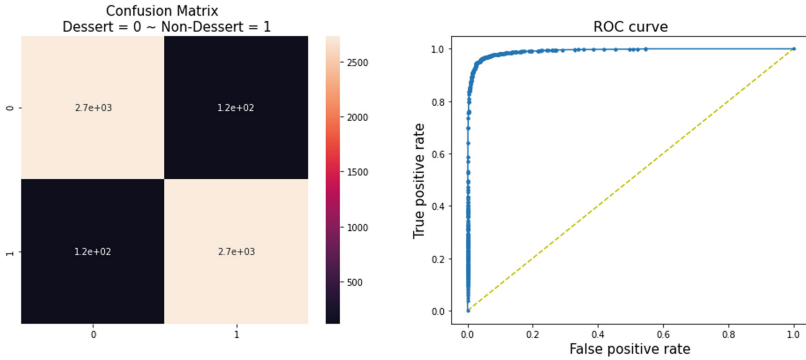 Confusion Matrix
Dessert = 0 ~ Non-Dessert = 1
0
2.7e+03
1.2e+02
1
1.2e+02
2.7e+03
0
1
2500
2000
1500
1000
500
ROC curve
True positive rate
1.0
0.8
0.6
0.4
0.2
0.0
0.0
0.2
0.4
0.6
0.8
1.0
False positive rate